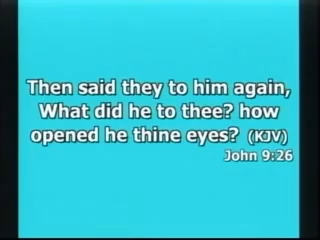 Then said they to him again,
What did he to thee? how
opened he thine eyes? (KJV)
John 9:26